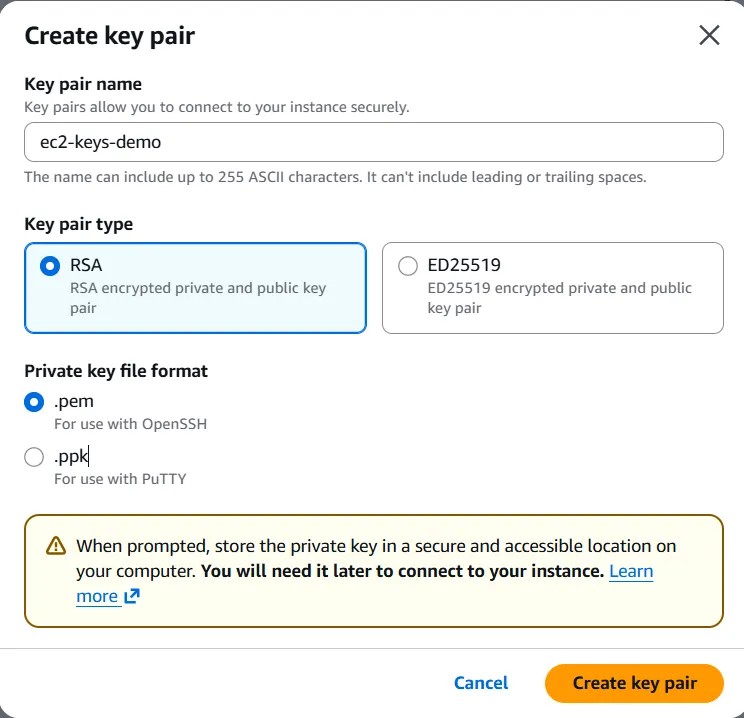 Create key pair
Key pair name
Key pairs allow you to connect to your instance securely.
ec2-keys-demo
The name can include up to 255 ASCII characters. It can't include leading or trailing spaces.
Key pair type
RSA
RSA encrypted private and public key
pair
ED25519
ED25519 encrypted private and public
key pair
Private key file format
.pem
For use with OpenSSH
.ppk
For use with PuTTY
When prompted, store the private key in a secure and accessible location on
your computer. You will need it later to connect to your instance. Learn
more
Cancel
Create key pair